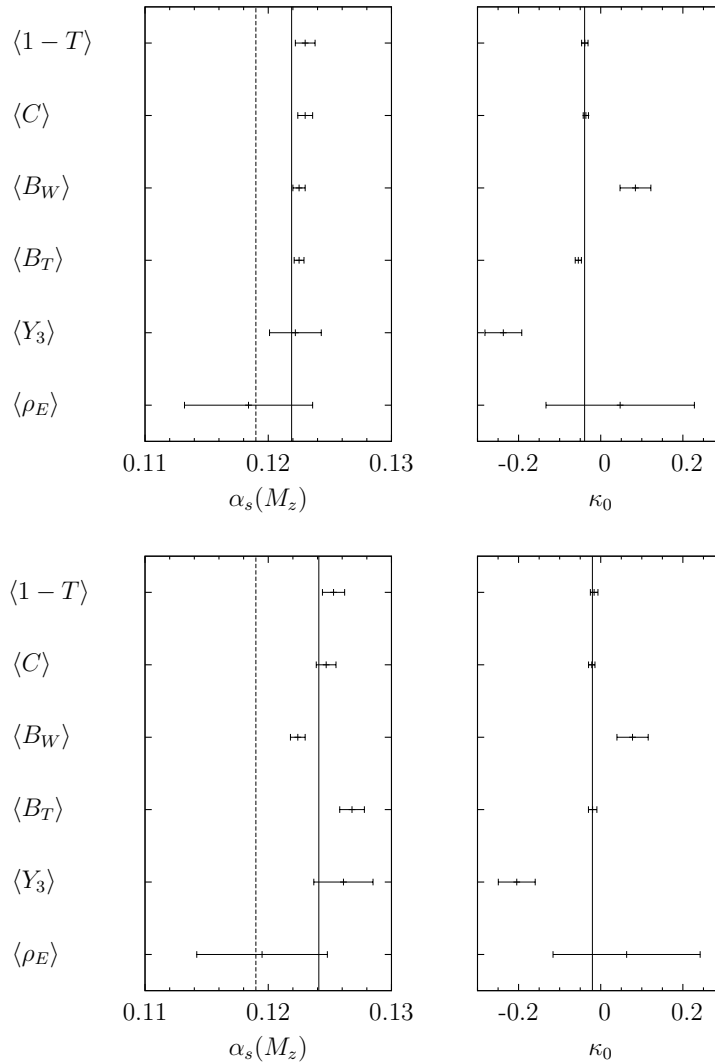 ⟨1 − T⟩
⟨C⟩
⟨B_W⟩
⟨B_T⟩
⟨Y_3⟩
⟨ρ_E⟩
0.11 0.12 0.13 -0.2 0 0.2
α_s(M_z) κ_0
⟨1 − T⟩
⟨C⟩
⟨B_W⟩
⟨B_T⟩
⟨Y_3⟩
⟨ρ_E⟩
0.11 0.12 0.13 -0.2 0 0.2
α_s(M_z) κ_0